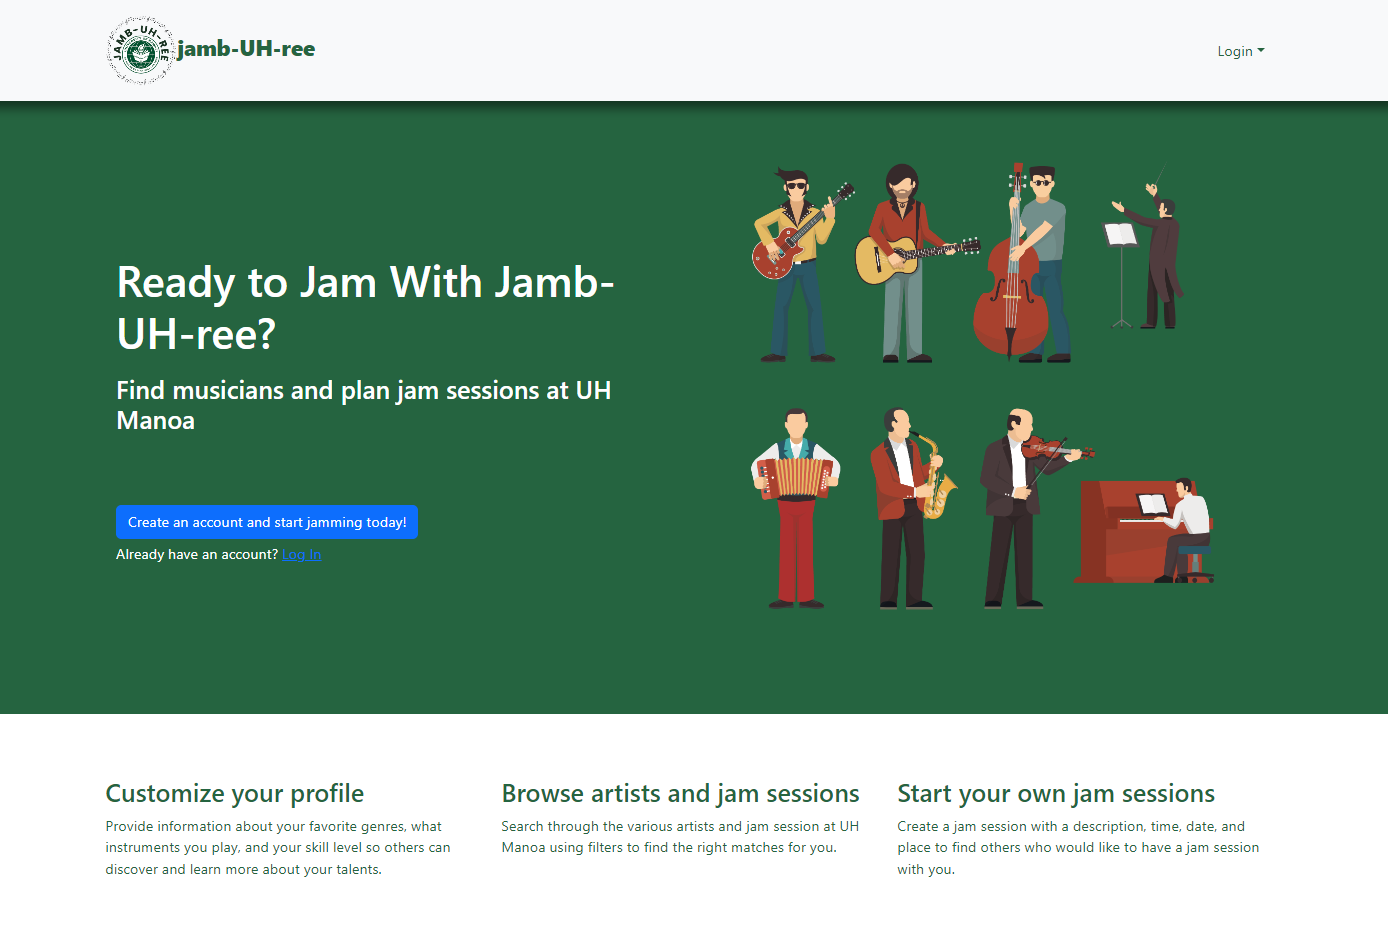 JAMB-UH-REE
jamb-UH-ree
Login
Ready to Jam With Jamb-
UH-ree?
Find musicians and plan jam sessions at UH
Manoa
Create an account and start jamming today!
Already have an account? Log In
Customize your profile
Provide information about your favorite genres, what
instruments you play, and your skill level so others can
discover and learn more about your talents.
Browse artists and jam sessions
Search through the various artists and jam session at UH
Manoa using filters to find the right matches for you.
Start your own jam sessions
Create a jam session with a description, time, date, and
place to find others who would like to have a jam session
with you.